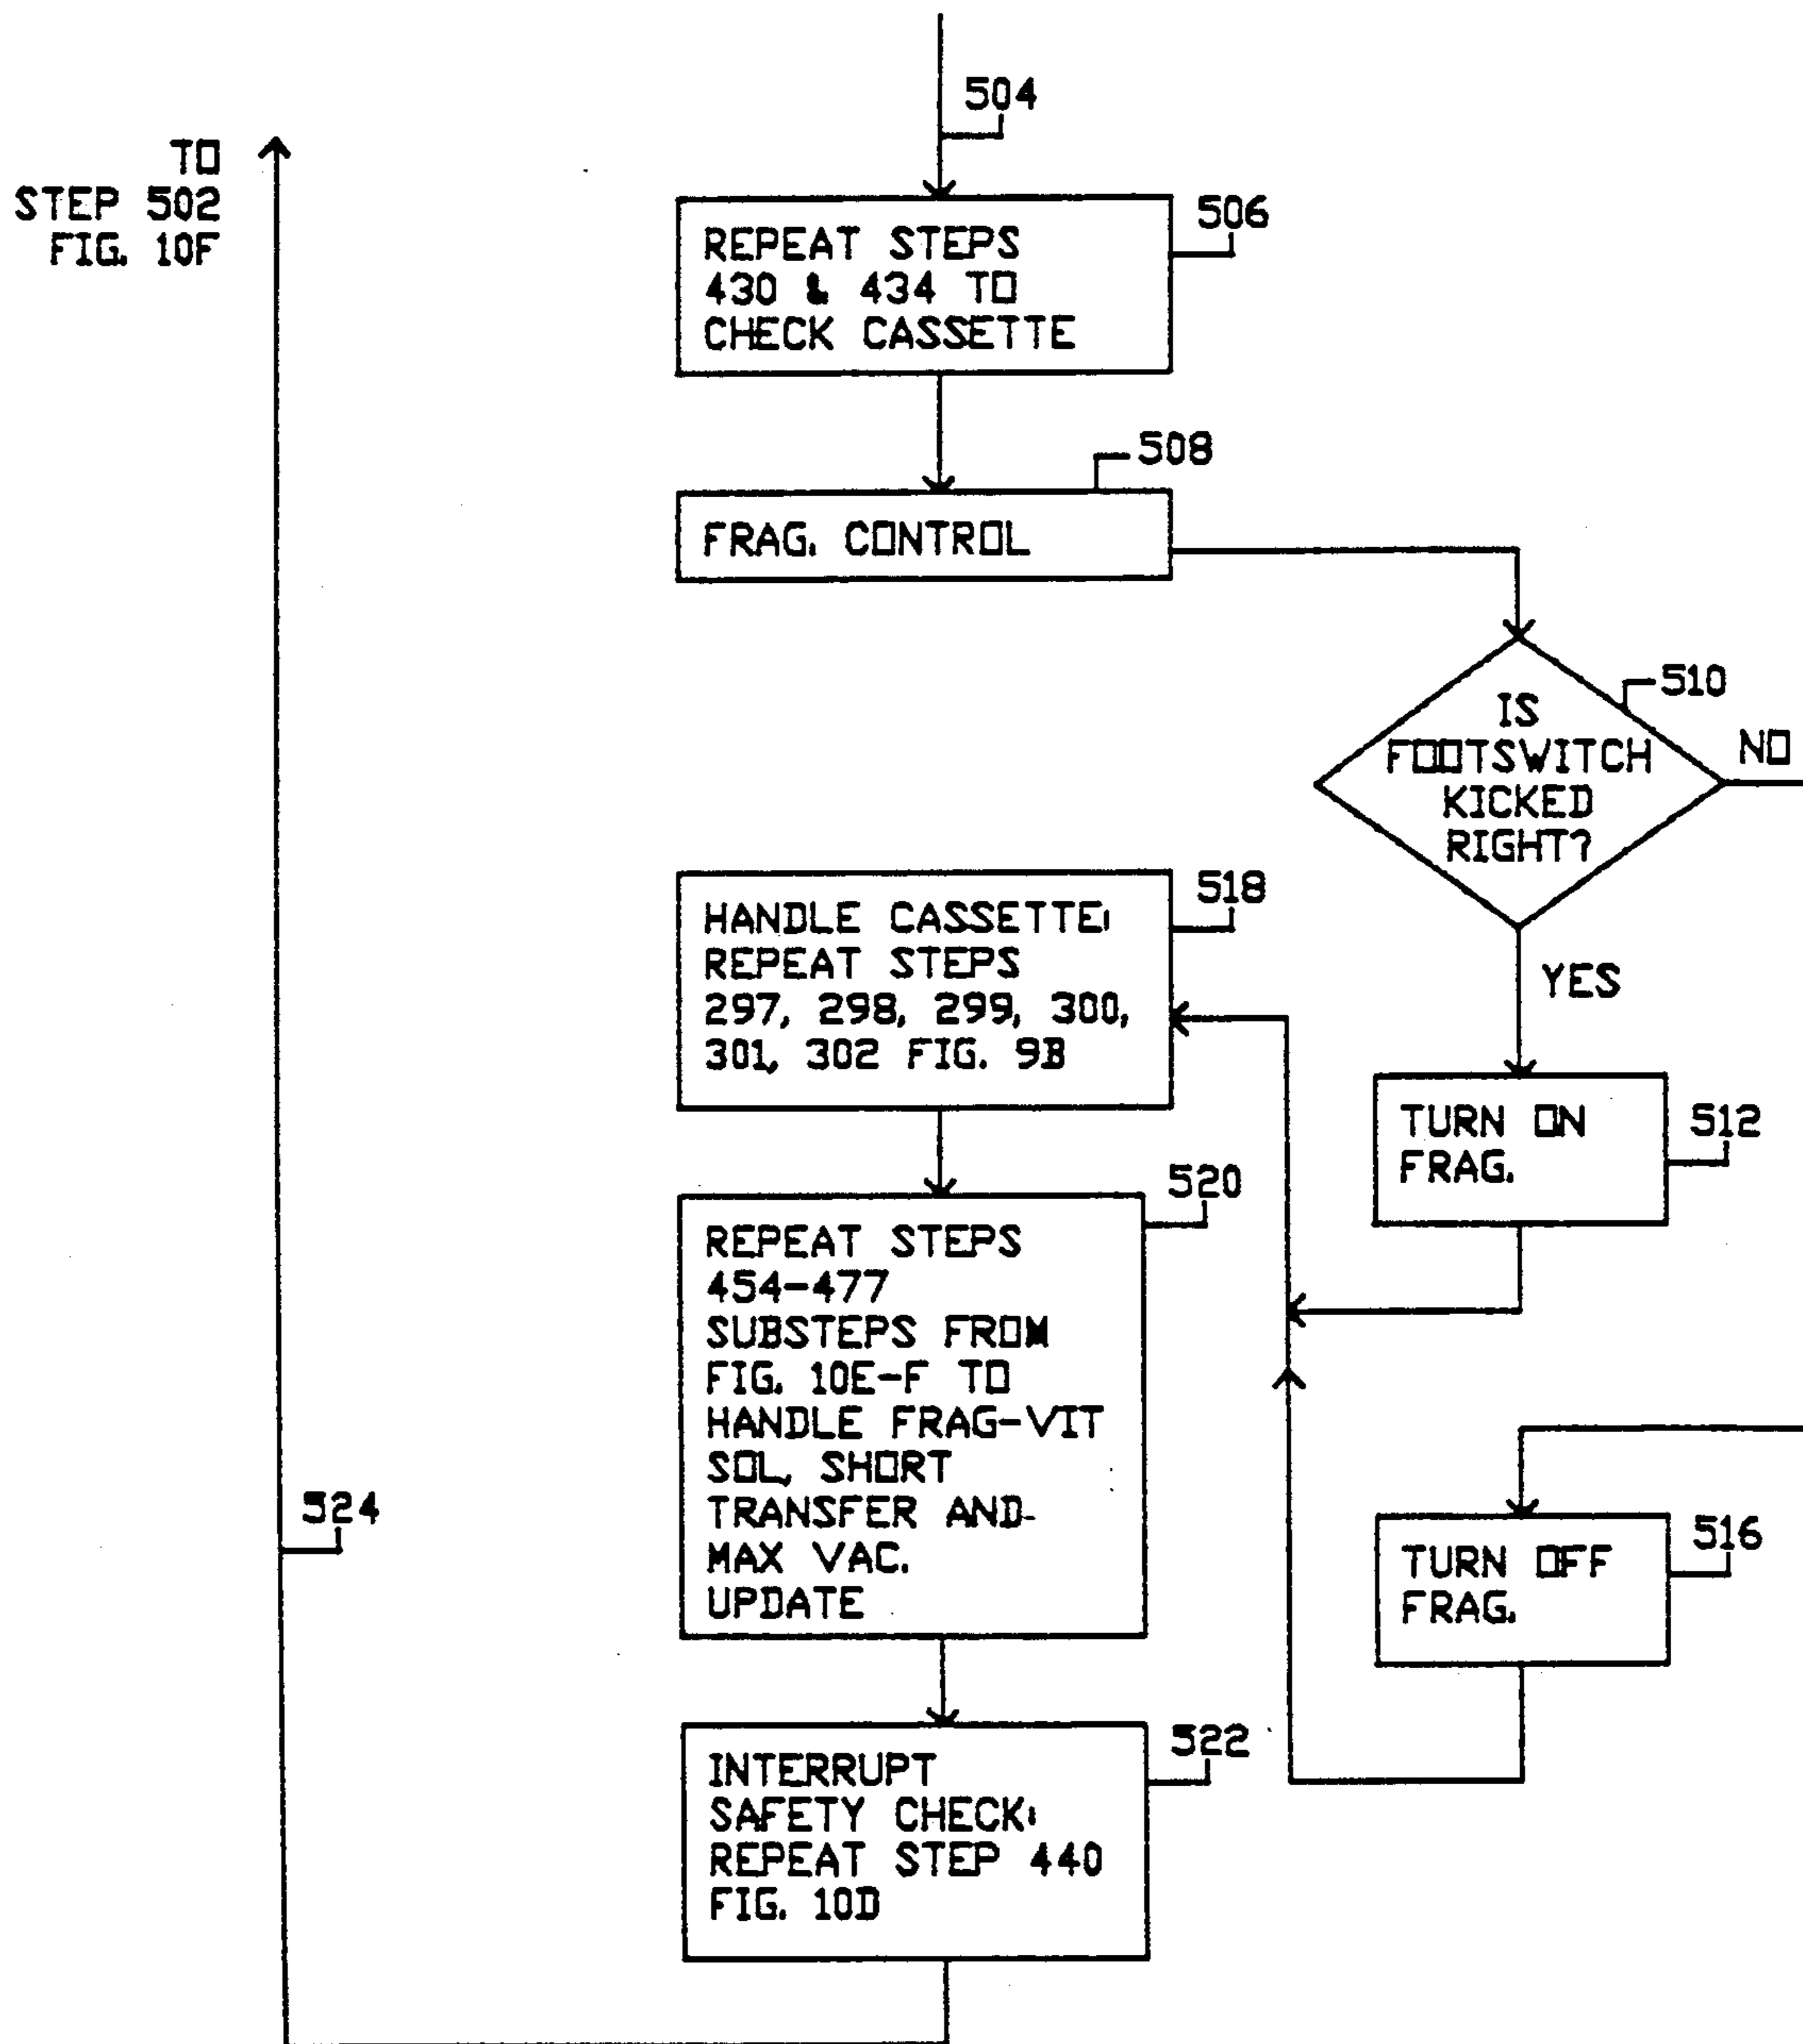 504
TO
STEP 502
FIG. 10F
506
REPEAT STEPS
430 & 434 TO
CHECK CASSETTE
508
FRAG. CONTROL
510
IS
FOOTSWITCH
KICKED
RIGHT?
NO
YES
518
HANDLE CASSETTE:
REPEAT STEPS
297, 298, 299, 300,
301, 302 FIG. 9B
512
TURN ON
FRAG.
520
REPEAT STEPS
454-477
SUBSTEPS FROM
FIG. 10E-F TO
HANDLE FRAG-VIT
SOL, SHORT
TRANSFER AND
MAX VAC.
UPDATE
524
516
TURN OFF
FRAG.
522
INTERRUPT
SAFETY CHECK:
REPEAT STEP 440
FIG. 10D